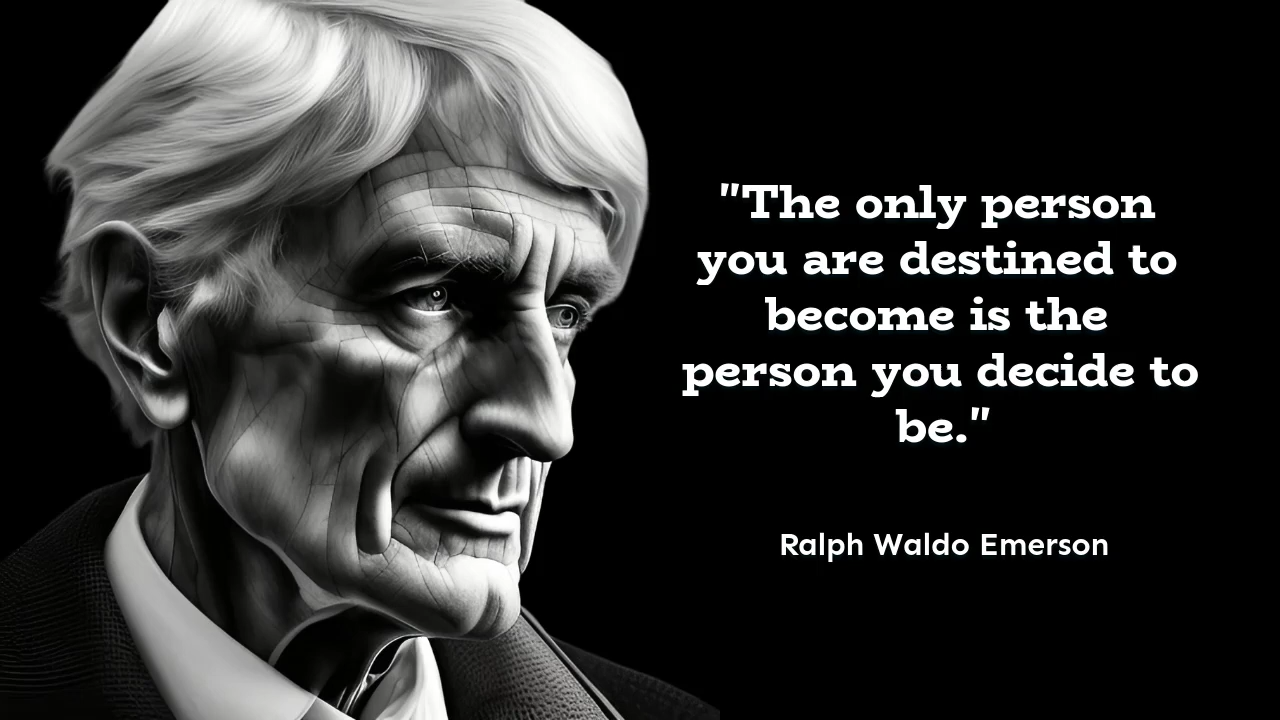 "The only person
you are destined to
become is the
person you decide to
be."
Ralph Waldo Emerson